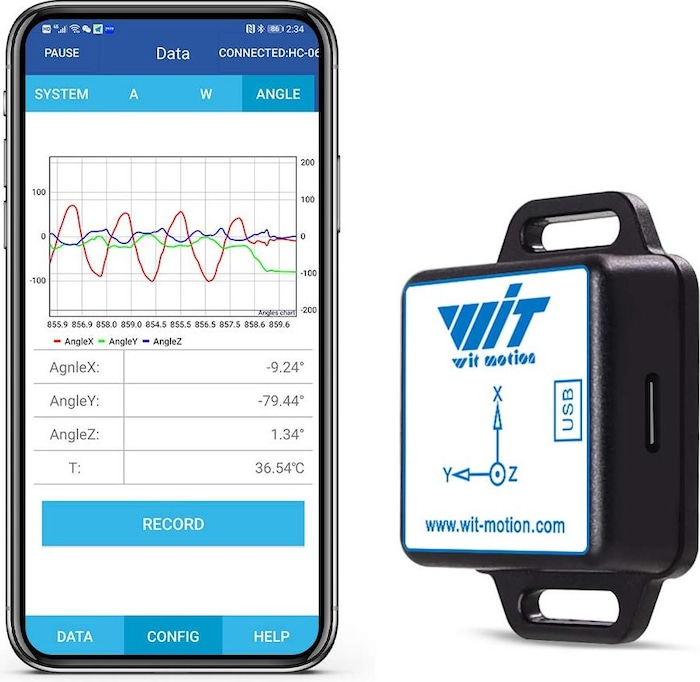 86 2:34
PAUSE Data CONNECTED:HC-06
SYSTEM A W ANGLE
200
100 100
0 0
-100 -100
-200
Angles chart
855.9 856.9 858.0 859.0 854.5 855.5 856.5 857.5 858.6 859.6
AngleX AngleY AngleZ
AgnleX: -9.24°
AngleY: -79.44°
AngleZ: 1.34°
T: 36.54℃
RECORD
DATA CONFIG HELP
WIT
wit motion
X
USB
Y Z
www.wit-motion.com